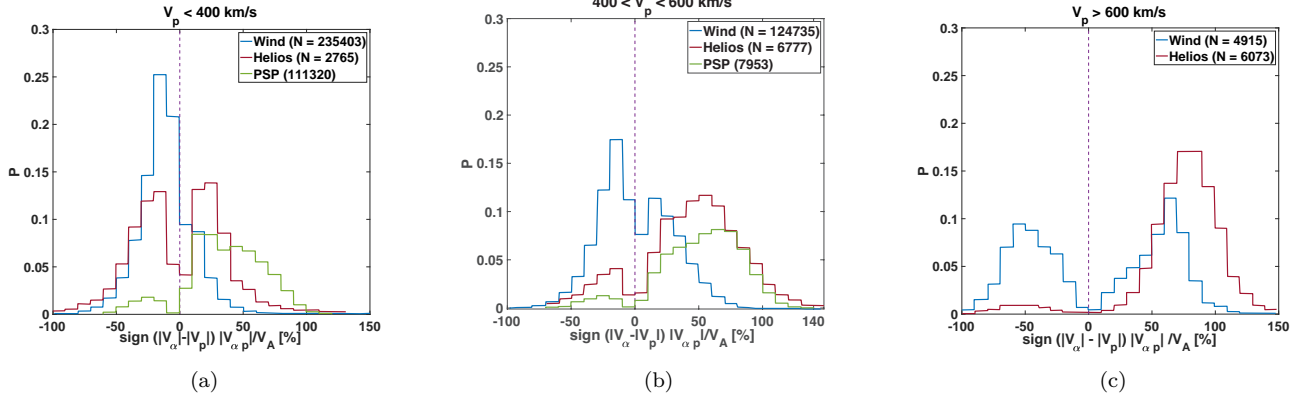 V_p < 400 km/s
0.3
0.25
0.2
0.15
0.1
0.05
0
P
Wind (N = 235403)
Helios (N = 2765)
PSP (111320)
-100 -50 0 50 100 150
sign (|V_α|-|V_p|) |V_α p|/V_A [%]
(a)
400 < V_p < 600 km/s
0.3
0.25
0.2
0.15
0.1
0.05
0
P
Wind (N = 124735)
Helios (N = 6777)
PSP (7953)
-100 -50 0 50 100 140
sign (|V_α-|V_p|) |V_α p|/V_A [%]
(b)
V_p > 600 km/s
0.3
0.25
0.2
0.15
0.1
0.05
0
P
Wind (N = 4915)
Helios (N = 6073)
-100 -50 0 50 100 150
sign (|V_α| - |V_p|) |V_α p| /V_A [%]
(c)